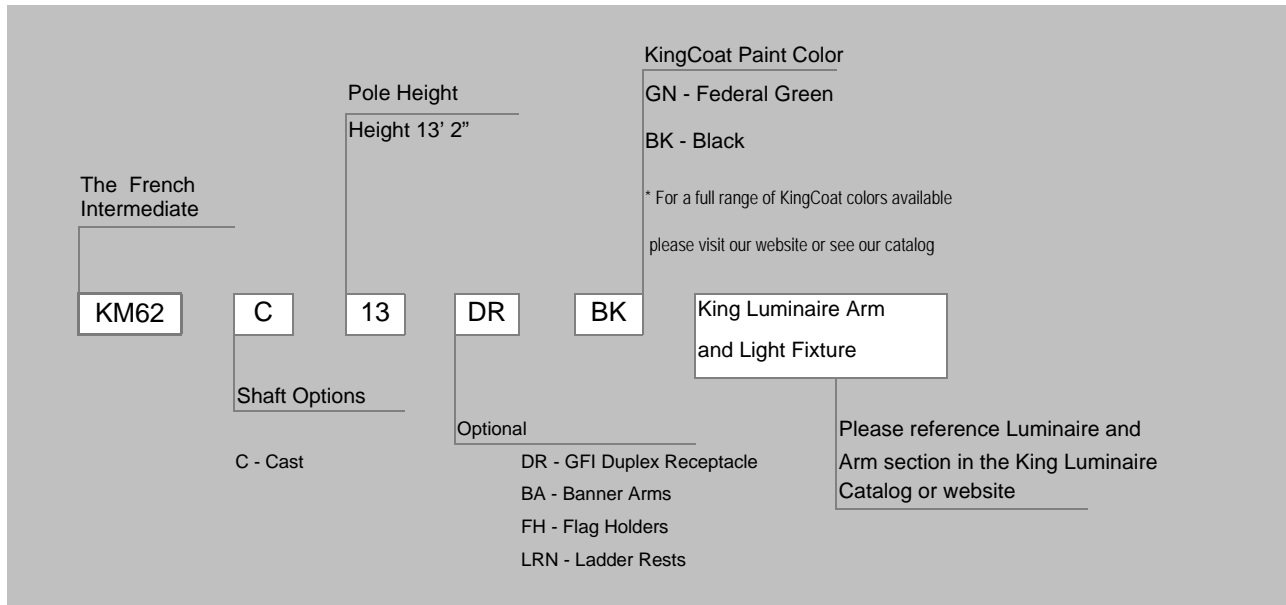 KingCoat Paint Color
GN - Federal Green
BK - Black
* For a full range of KingCoat colors available
please visit our website or see our catalog
Pole Height
Height 13’ 2”
The French
Intermediate
KM62
C
13
DR
BK
King Luminaire Arm
and Light Fixture
Shaft Options
C - Cast
Optional
DR - GFI Duplex Receptacle
BA - Banner Arms
FH - Flag Holders
LRN - Ladder Rests
Please reference Luminaire and
Arm section in the King Luminaire
Catalog or website